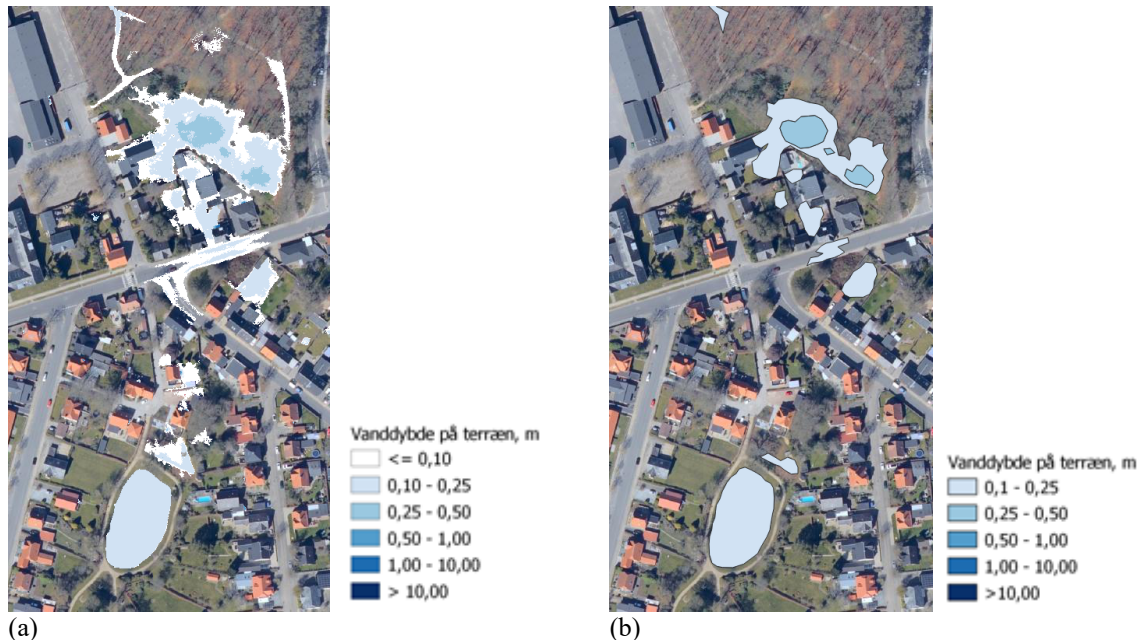 Vanddybde på terræn, m
<= 0,10
0,10 - 0,25
0,25 - 0,50
0,50 - 1,00
1,00 - 10,00
> 10,00
(a)
Vanddybde på terræn, m
0,1 - 0,25
0,25 - 0,50
0,50 - 1,00
1,00 - 10,00
>10,00
(b)